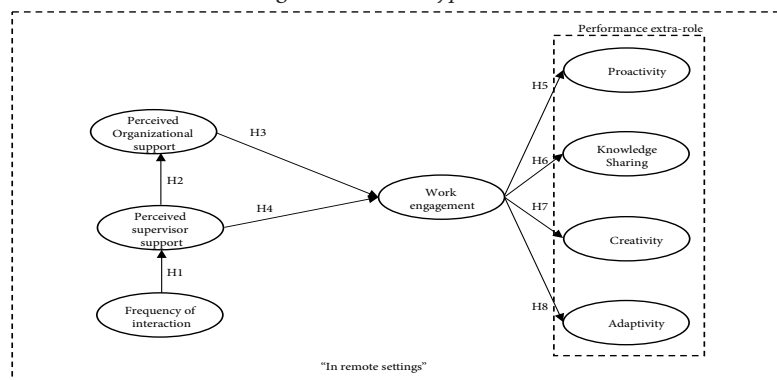 Performance extra-role
Proactivity
H5
Perceived
Organizational
support
H3
Knowledge
Sharing
H6
H2
Work
engagement
H4
H7
Perceived
supervisor
support
Creativity
H1
H8
Frequency of
interaction
Adaptivity
“In remote settings”